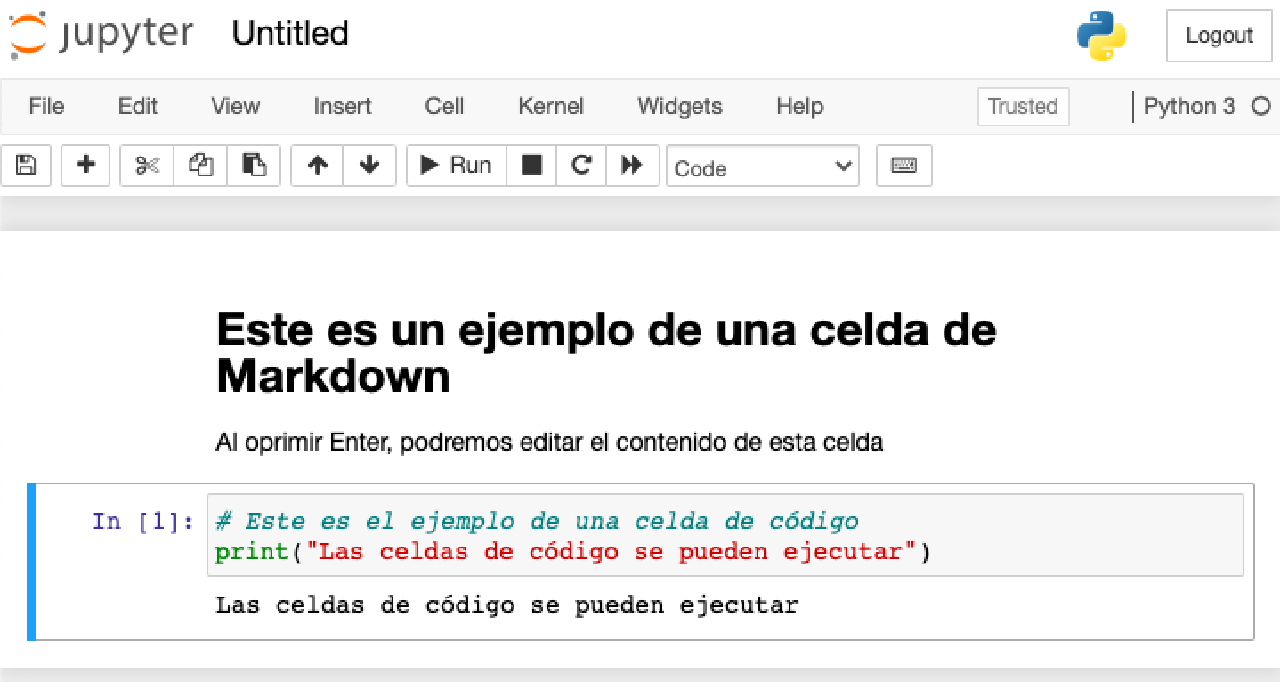 jupyter Untitled Logout
File Edit View Insert Cell Kernel Widgets Help Trusted Python 3
Run Code
Este es un ejemplo de una celda de
Markdown
Al oprimir Enter, podremos editar el contenido de esta celda
In [1]: # Este es el ejemplo de una celda de código
print("Las celdas de código se pueden ejecutar")
Las celdas de código se pueden ejecutar